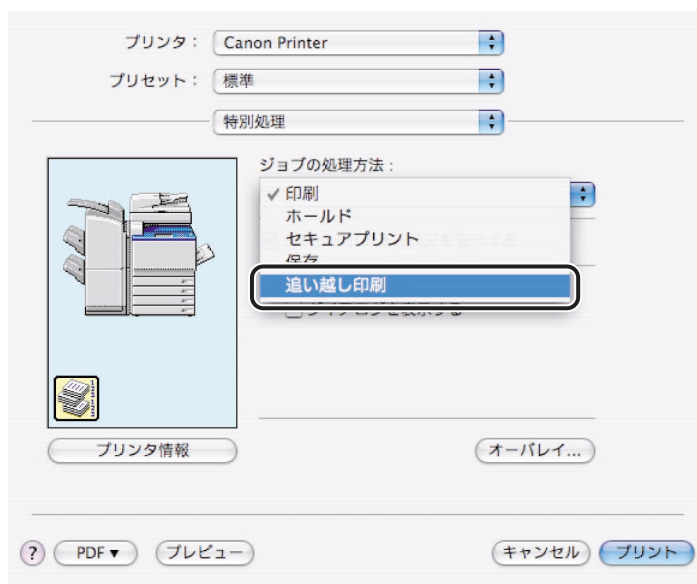 プリンタ： Canon Printer
プリセット： 標準
特別処理
ジョブの処理方法：
✓ 印刷
ホールド
セキュアプリント
保存
追い越し印刷
プリンタ情報
オーバレイ...
? PDF▼ プレビュー キャンセル プリント